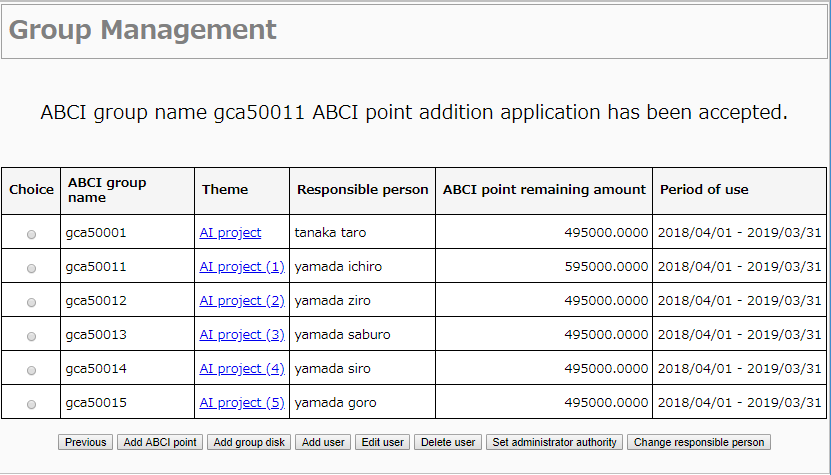 Group Management
ABCI group name gca50011 ABCI point addition application has been accepted.
Choice ABCI group name Theme Responsible person ABCI point remaining amount Period of use
gca50001 AI project tanaka taro 495000.0000 2018/04/01 - 2019/03/31
gca50011 AI project (1) yamada ichiro 595000.0000 2018/04/01 - 2019/03/31
gca50012 AI project (2) yamada ziro 495000.0000 2018/04/01 - 2019/03/31
gca50013 AI project (3) yamada saburo 495000.0000 2018/04/01 - 2019/03/31
gca50014 AI project (4) yamada siro 495000.0000 2018/04/01 - 2019/03/31
gca50015 AI project (5) yamada goro 495000.0000 2018/04/01 - 2019/03/31
Previous Add ABCI point Add group disk Add user Edit user Delete user Set administrator authority Change responsible person